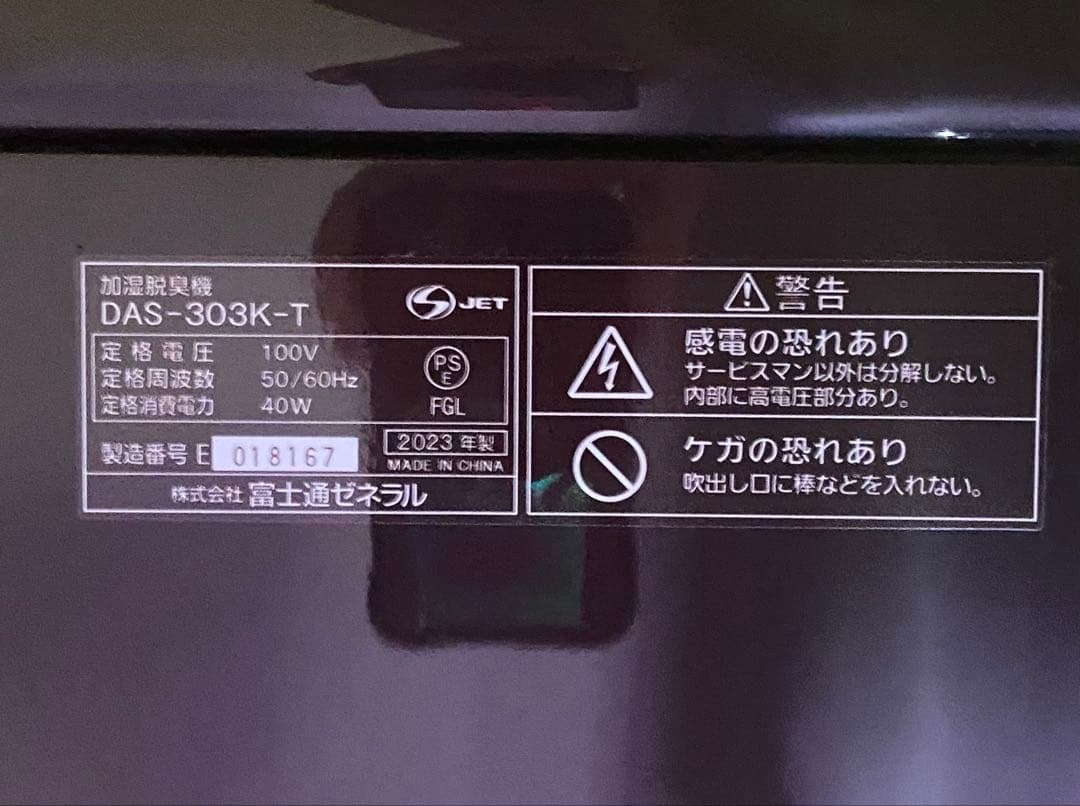 加湿脱臭機
DAS-303K-T
JET
定格電圧 100V
定格周波数 50/60Hz
定格消費電力 40W
PS
E
FGL
製造番号 E 018167
2023 年製
MADE IN CHINA
株式会社 富士通ゼネラル
警告
感電の恐れあり
サービスマン以外は分解しない。
内部に高電圧部分あり。
ケガの恐れあり
吹出し口に棒などを入れない。